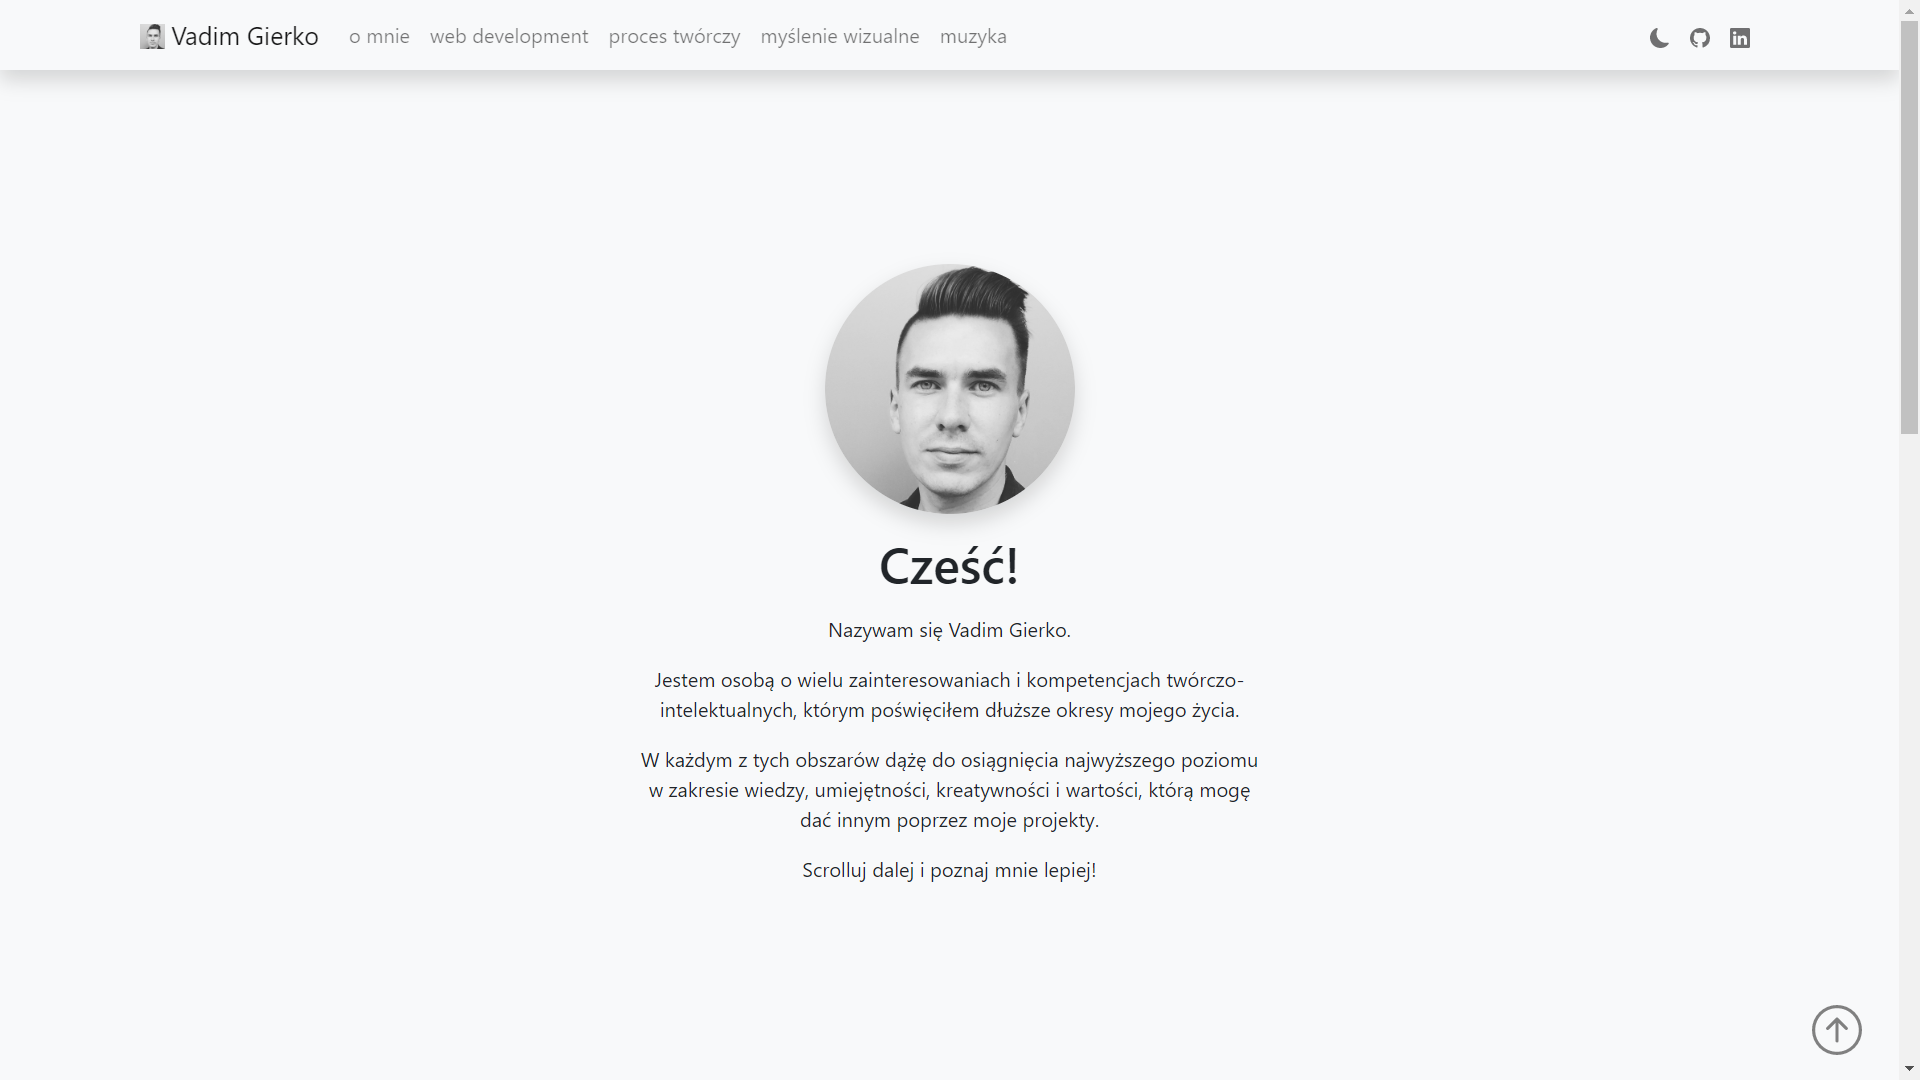 Vadim Gierko o mnie web development proces twórczy myślenie wizualne muzyka
Cześć!
Nazywam się Vadim Gierko.
Jestem osobą o wielu zainteresowaniach i kompetencjach twórczo-
intelektualnych, którym poświęciłem dłuższe okresy mojego życia.
W każdym z tych obszarów dążę do osiągnięcia najwyższego poziomu
w zakresie wiedzy, umiejętności, kreatywności i wartości, którą mogę
dać innym poprzez moje projekty.
Scrolluj dalej i poznaj mnie lepiej!